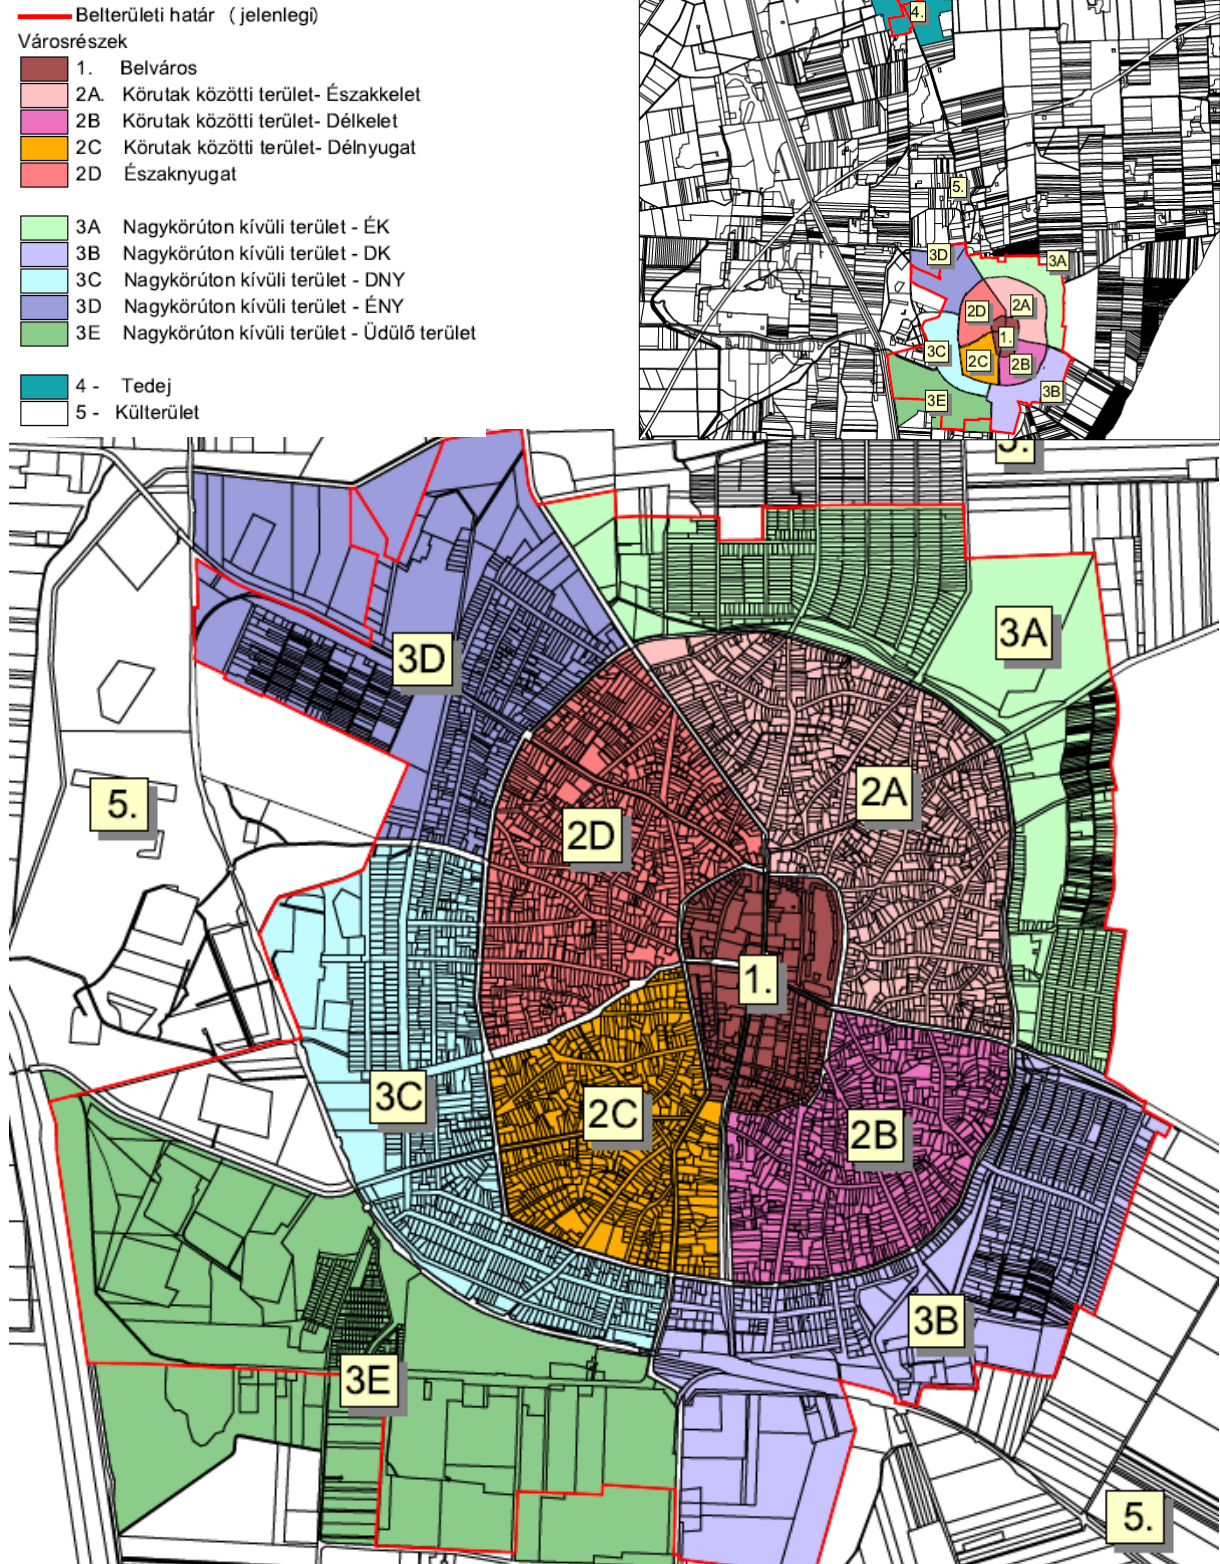 Belterületi határ ( jelenlegi)
Városrészek
1. Belváros
2A. Körutak közötti terület- Északkelet
2B Körutak közötti terület- Délkelet
2C Körutak közötti terület- Délnyugat
2D Északnyugat
3A Nagykörúton kívüli terület - ÉK
3B Nagykörúton kívüli terület - DK
3C Nagykörúton kívüli terület - DNY
3D Nagykörúton kívüli terület - ÉNY
3E Nagykörúton kívüli terület - Üdülő terület
4 - Tedej
5 - Külterület
4.
5.
3D
3A
2D
2A
1.
3C
2C
2B
3B
3E
5.
3A
3D
2A
5.
2D
1.
3C
2C
2B
3B
3E
5.